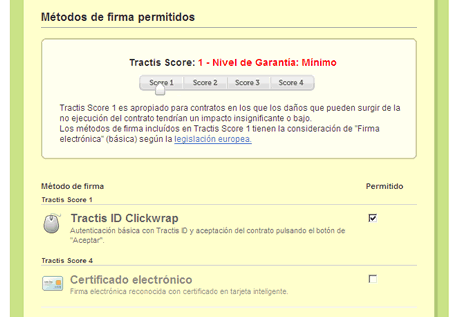 Métodos de firma permitidos
Tractis Score: 1 - Nivel de Garantía: Mínimo
Score 1 Score 2 Score 3 Score 4
Tractis Score 1 es apropiado para contratos en los que los daños que pueden surgir de la
no ejecución del contrato tendrían un impacto insignificante o bajo.
Los métodos de firma incluídos en Tractis Score 1 tienen la consideración de "Firma
electrónica" (básica) según la legislación europea.
Método de firma Permitido
Tractis Score 1
Tractis ID Clickwrap
Autenticación básica con Tractis ID y aceptación del contrato pulsando el botón de
"Aceptar".
Tractis Score 4
Certificado electrónico
Firma electrónica reconocida con certificado en tarjeta inteligente.